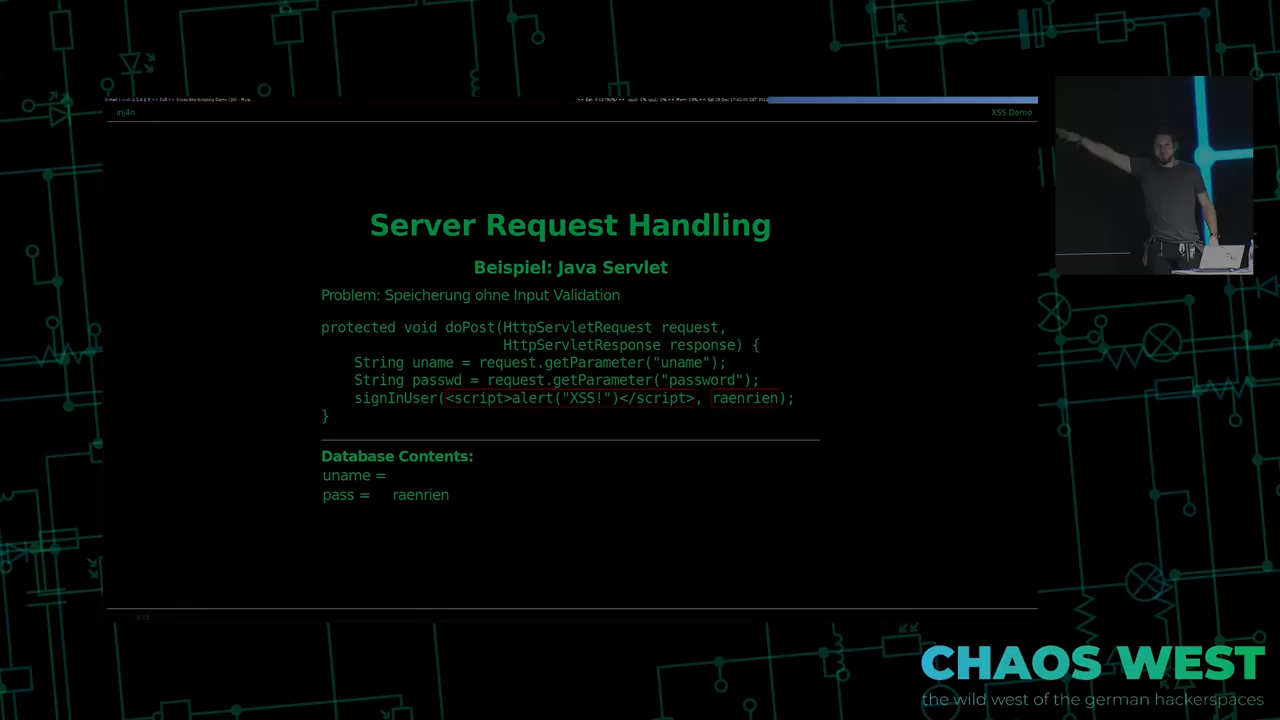 inj4n
XSS Demo
Server Request Handling
Beispiel: Java Servlet
Problem: Speicherung ohne Input Validation
protected void doPost(HttpServletRequest request,
HttpServletResponse response) {
String uname = request.getParameter("uname");
String passwd = request.getParameter("password");
signInUser(<script>alert("XSS!")</script>, raenrien);
}
Database Contents:
uname =
pass = raenrien
CHAOS WEST
the wild west of the german hackerspaces